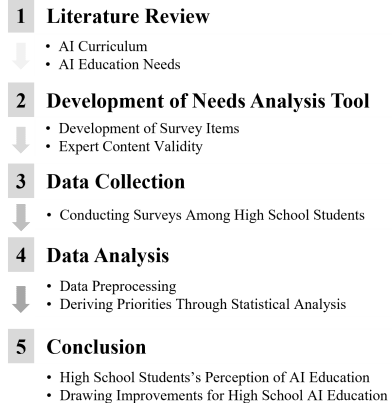 1 Literature Review
• AI Curriculum
• AI Education Needs
2 Development of Needs Analysis Tool
• Development of Survey Items
• Expert Content Validity
3 Data Collection
• Conducting Surveys Among High School Students
4 Data Analysis
• Data Preprocessing
• Deriving Priorities Through Statistical Analysis
5 Conclusion
• High School Students's Perception of AI Education
• Drawing Improvements for High School AI Education